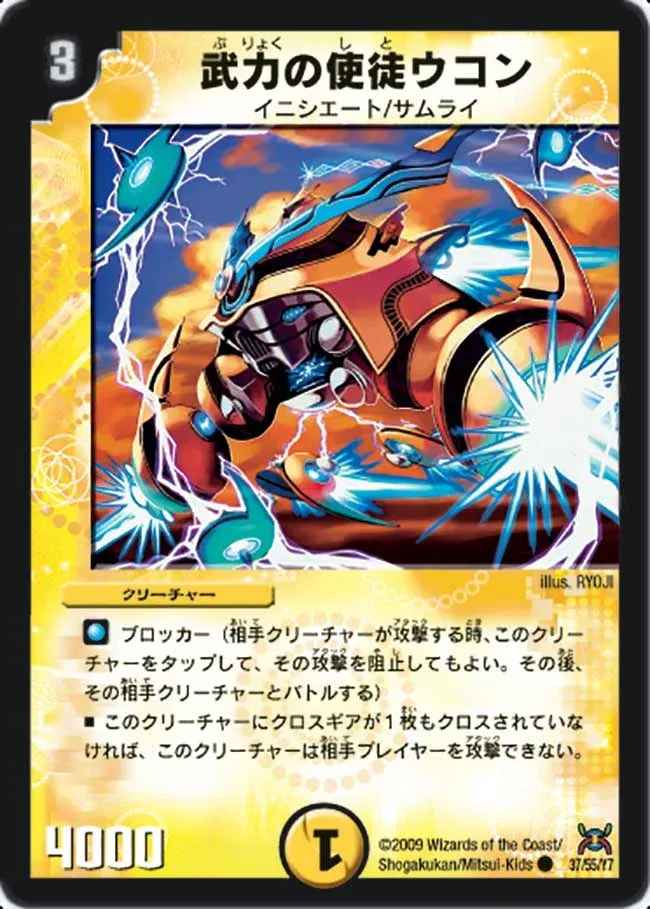 3
武力の使徒ウコン
ぶりょく しと
イニシエート/サムライ
illus. RYOJI
クリーチャー
ブロッカー（相手クリーチャーが攻撃する時、このクリー
チャーをタップして、その攻撃を阻止してもよい。その後、
その相手クリーチャーとバトルする）
■ このクリーチャーにクロスギアが1枚もクロスされていな
ければ、このクリーチャーは相手プレイヤーを攻撃できない。
4000
1
©2009 Wizards of the Coast/
Shogakukan/Mitsui-Kids ● 37/55/Y7